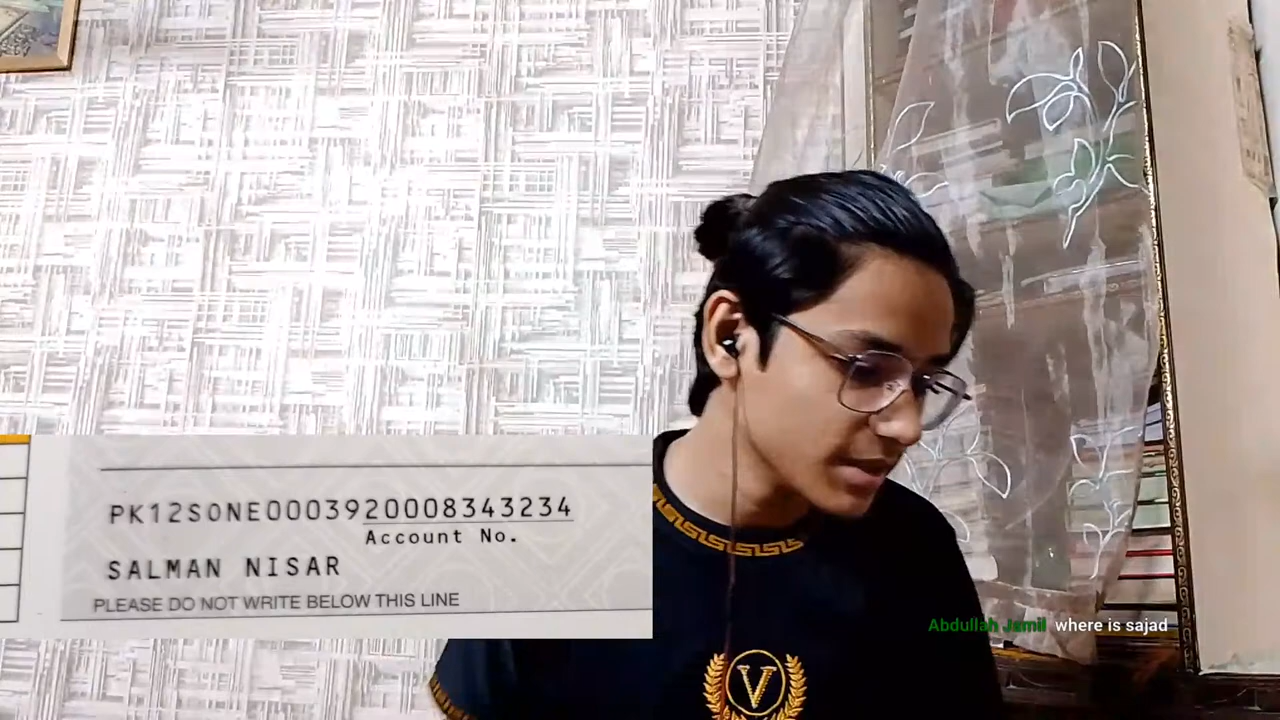 PK12SONE0003920008343234
Account No.
SALMAN NISAR
PLEASE DO NOT WRITE BELOW THIS LINE
V
Abdullah Jamil where is sajad